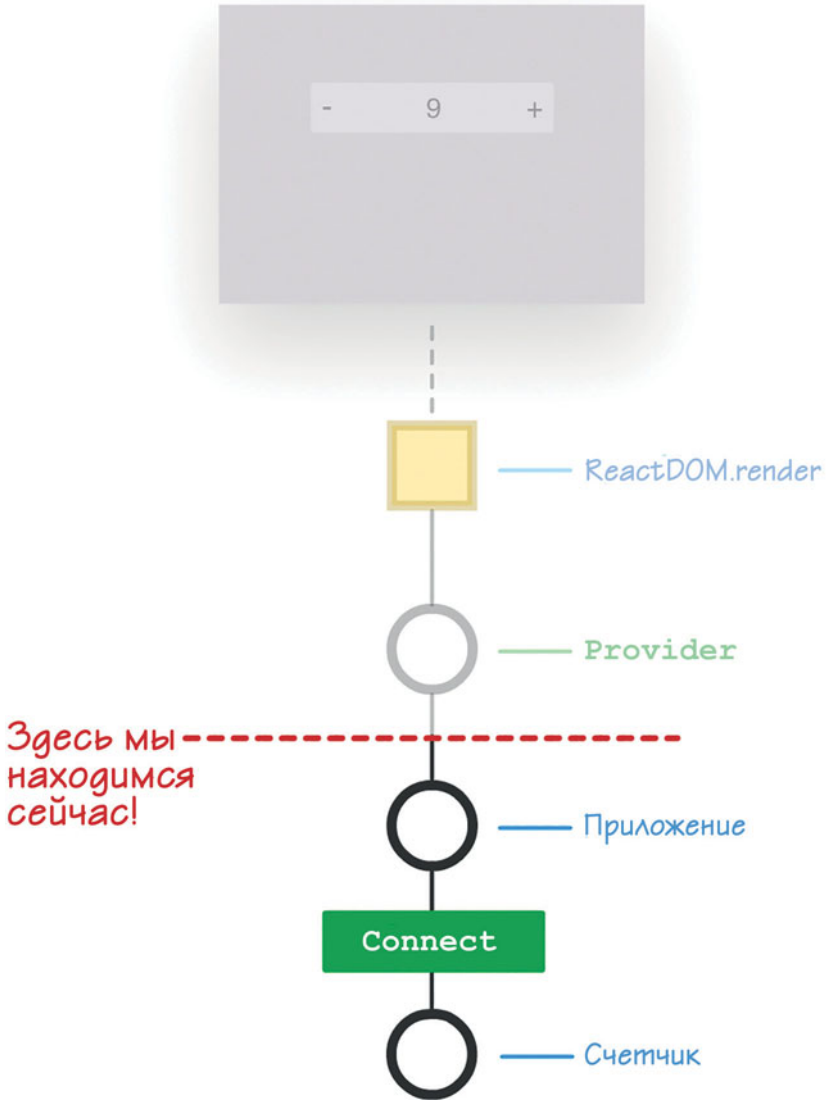 - 9 +
ReactDOM.render
Provider
Здесь мы
находимся
сейчас!
Приложение
Connect
Счетчик